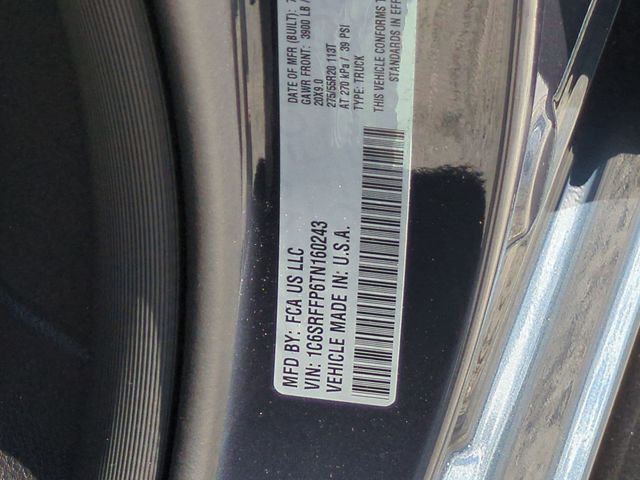 MFD BY: FCA US LLC
VIN: 1C6SRFFP6TN160243
VEHICLE MADE IN: U.S.A.
DATE OF MFR (BUILT):
GAWR FRONT: 3900 LB
20X9.0
275/55R20 113T
AT 270 kPa / 39 PSI
TYPE: TRUCK
THIS VEHICLE CONFORMS
STANDARDS IN EFF